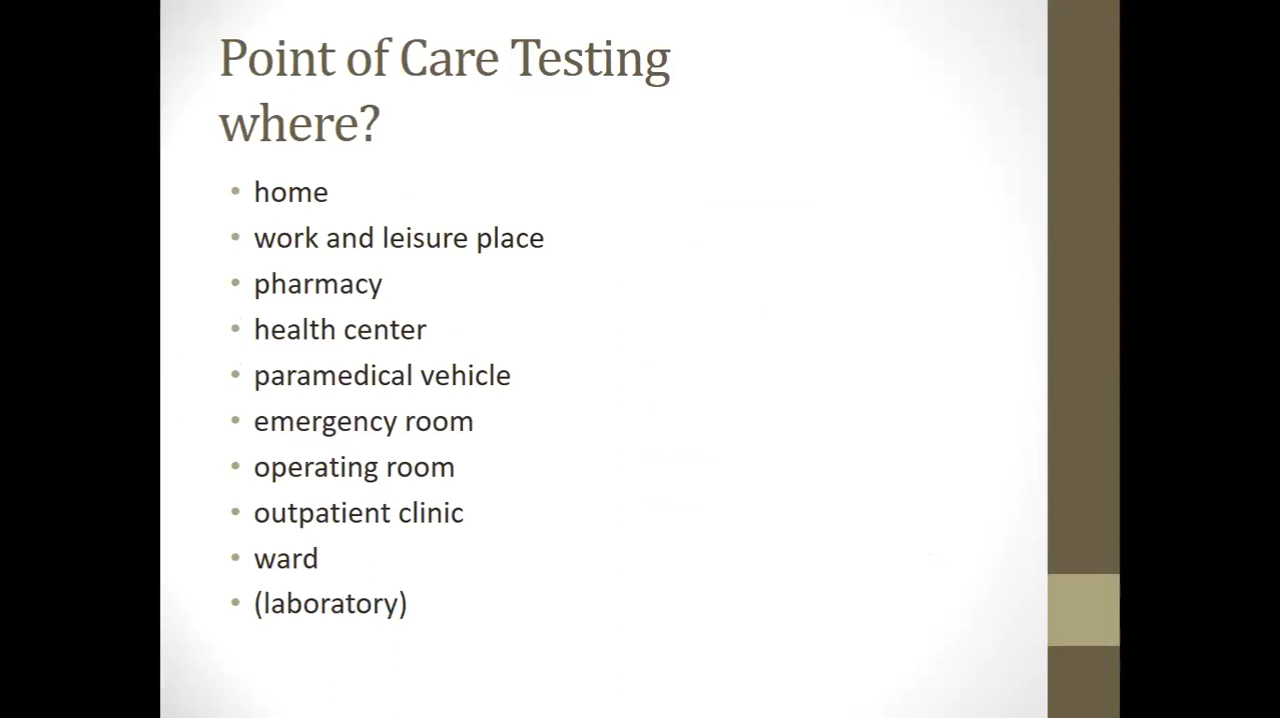 Point of Care Testing
where?
• home
• work and leisure place
• pharmacy
• health center
• paramedical vehicle
• emergency room
• operating room
• outpatient clinic
• ward
• (laboratory)